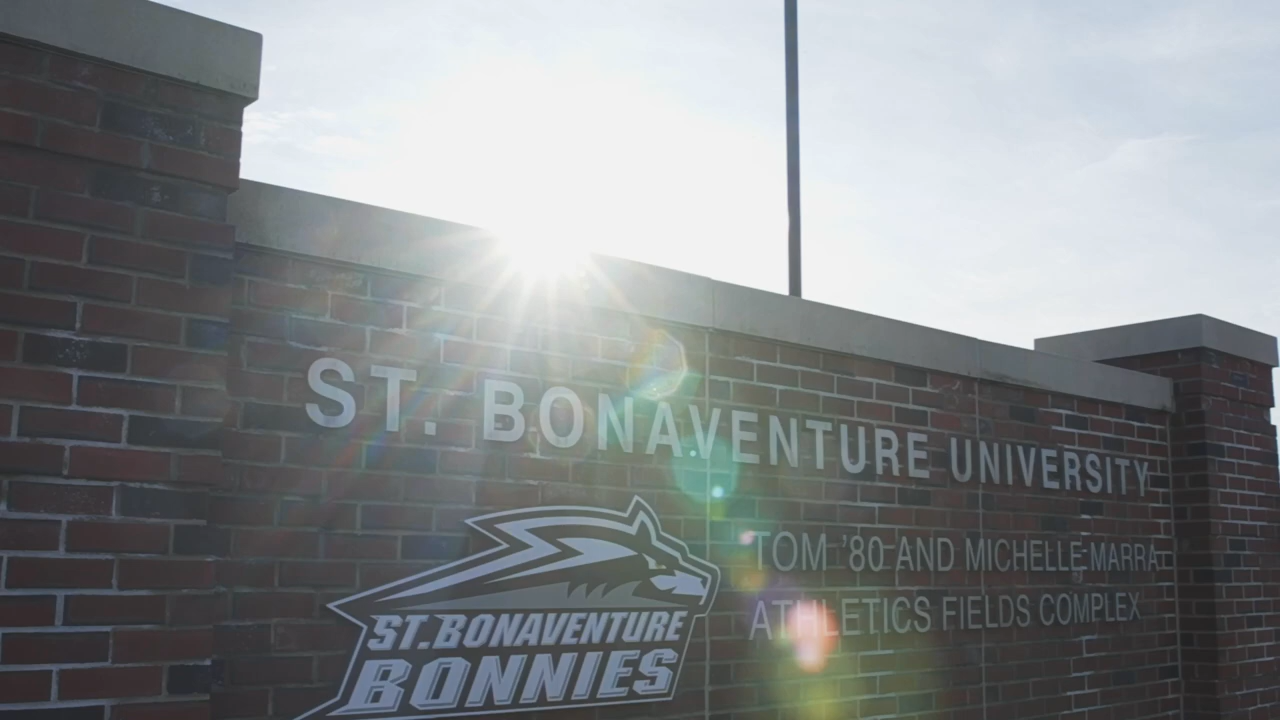 ST. BONAVENTURE UNIVERSITY
TOM '80 AND MICHELLE MARRA
ATHLETICS FIELDS COMPLEX
ST. BONAVENTURE
BONNIES